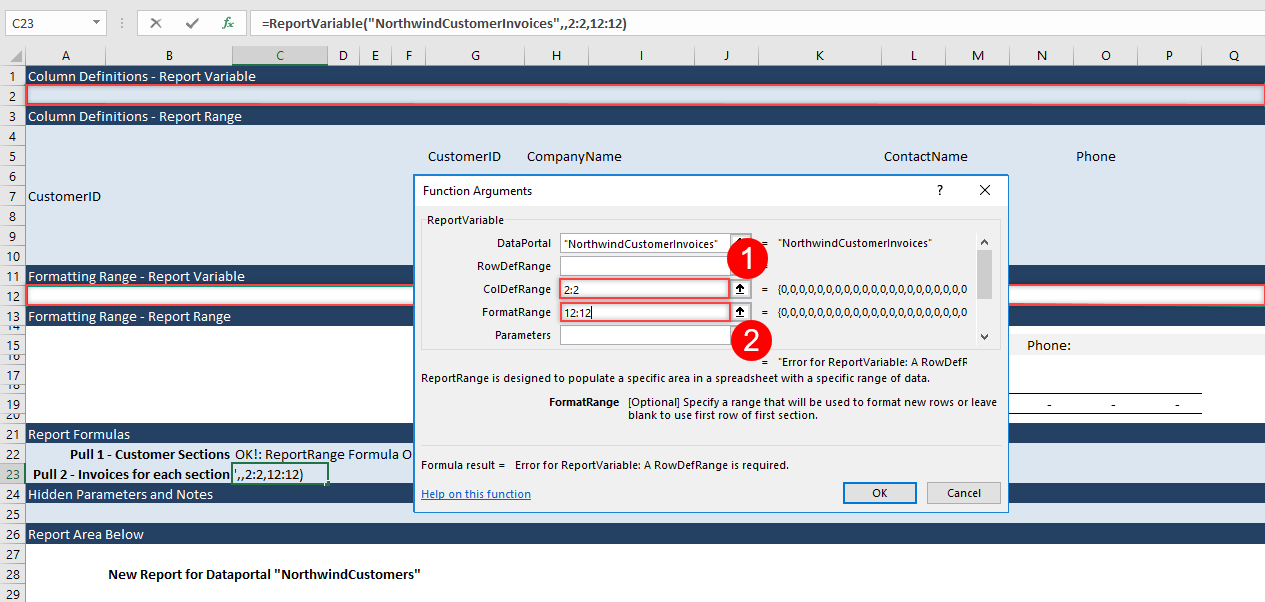 C23 =ReportVariable("NorthwindCustomerInvoices",,2:2,12:12)
A B C D E F G H I J K L M N O P Q
1 Column Definitions - Report Variable
2
3 Column Definitions - Report Range
4
5 CustomerID CompanyName ContactName Phone
6
7 CustomerID
8
9
10
11 Formatting Range - Report Variable
12
13 Formatting Range - Report Range
14
15 Phone:
16
17
18
19 - - -
20
21 Report Formulas
22 Pull 1 - Customer Sections OK!: ReportRange Formula O
23 Pull 2 - Invoices for each section ',,2:2,12:12)
24 Hidden Parameters and Notes
25
26 Report Area Below
27
28 New Report for Dataportal "NorthwindCustomers"
29
Function Arguments ?
ReportVariable
DataPortal "NorthwindCustomerInvoices" = "NorthwindCustomerInvoices"
1
RowDefRange =
ColDefRange 2:2 = {0,0,0,0,0,0,0,0,0,0,0,0,0,0,0,0,0,0,0,0,0
FormatRange 12:12 = {0,0,0,0,0,0,0,0,0,0,0,0,0,0,0,0,0,0,0,0,0
Parameters
2
= "Error for ReportVariable: A RowDefR
ReportRange is designed to populate a specific area in a spreadsheet with a specific range of data.
FormatRange [Optional] Specify a range that will be used to format new rows or leave
blank to use first row of first section.
Formula result = Error for ReportVariable: A RowDefRange is required.
Help on this function OK Cancel